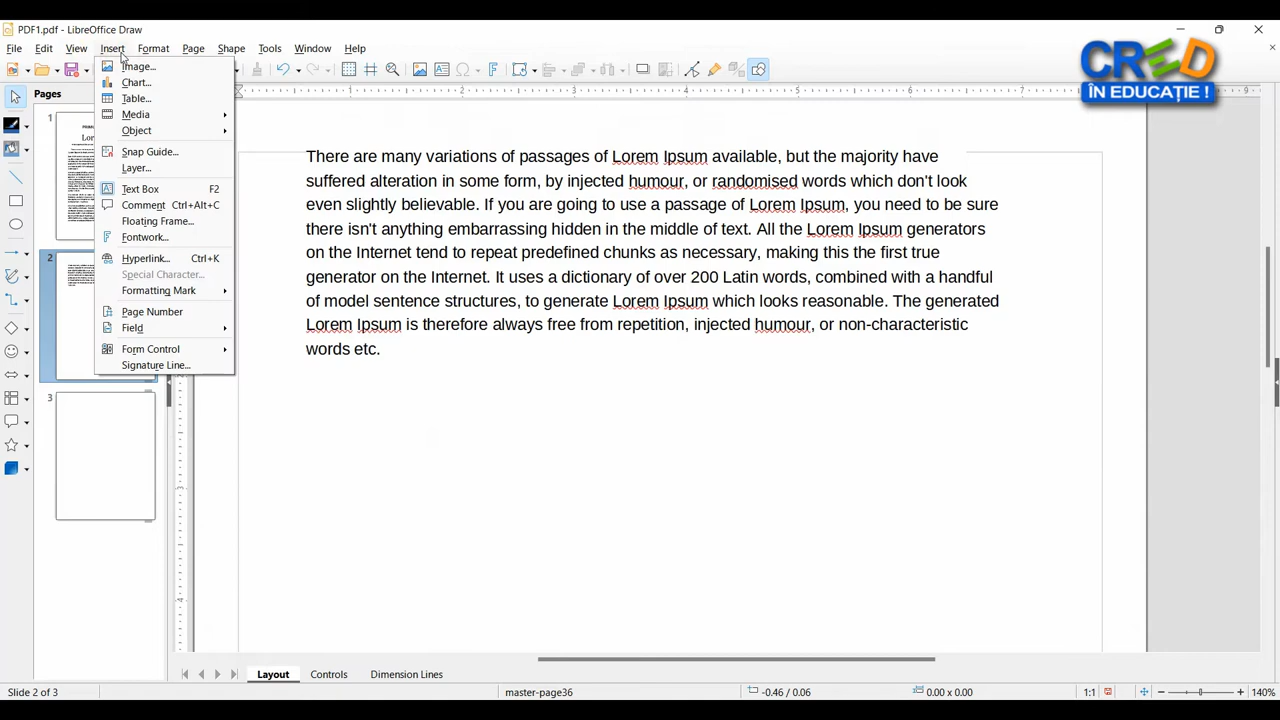 PDF1.pdf - LibreOffice Draw
File Edit View Insert Format Page Shape Tools Window Help
CRED
ÎN EDUCAȚIE !
Pages
Image...
Chart...
Table...
Media
Object
Snap Guide...
Layer...
Text Box F2
Comment Ctrl+Alt+C
Floating Frame...
Fontwork...
Hyperlink... Ctrl+K
Special Character...
Formatting Mark
Page Number
Field
Form Control
Signature Line...
1
2
3
1 2 3 4 5 6 7 9
3
4
There are many variations of passages of Lorem Ipsum available, but the majority have
suffered alteration in some form, by injected humour, or randomised words which don't look
even slightly believable. If you are going to use a passage of Lorem Ipsum, you need to be sure
there isn't anything embarrassing hidden in the middle of text. All the Lorem Ipsum generators
on the Internet tend to repeat predefined chunks as necessary, making this the first true
generator on the Internet. It uses a dictionary of over 200 Latin words, combined with a handful
of model sentence structures, to generate Lorem Ipsum which looks reasonable. The generated
Lorem Ipsum is therefore always free from repetition, injected humour, or non-characteristic
words etc.
Layout Controls Dimension Lines
Slide 2 of 3 master-page36 -0.46 / 0.06 0.00 x 0.00 1:1 140%